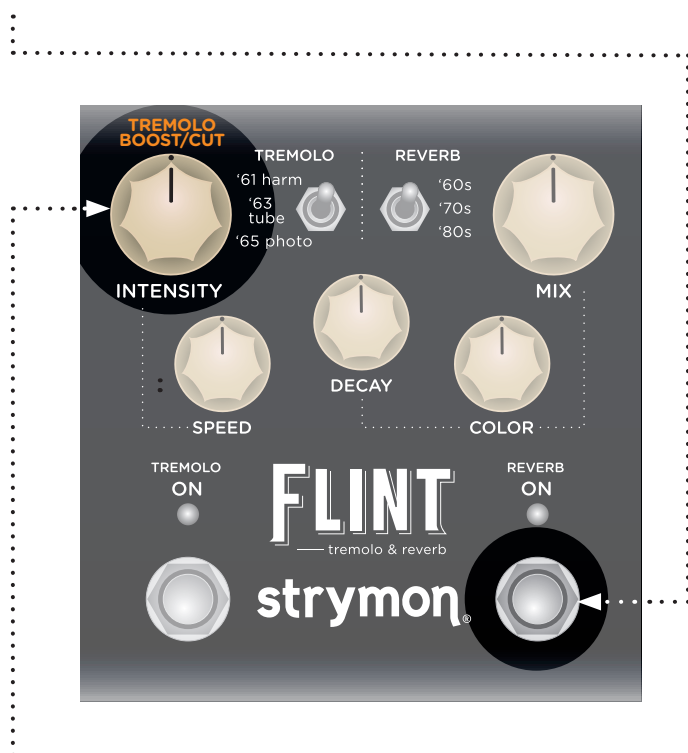 TREMOLO
BOOST/CUT
TREMOLO
REVERB
‘61 harm
‘63
tube
‘65 photo
‘60s
‘70s
‘80s
INTENSITY
MIX
DECAY
SPEED
COLOR
TREMOLO
ON
REVERB
ON
FLINT
tremolo & reverb
strymon®